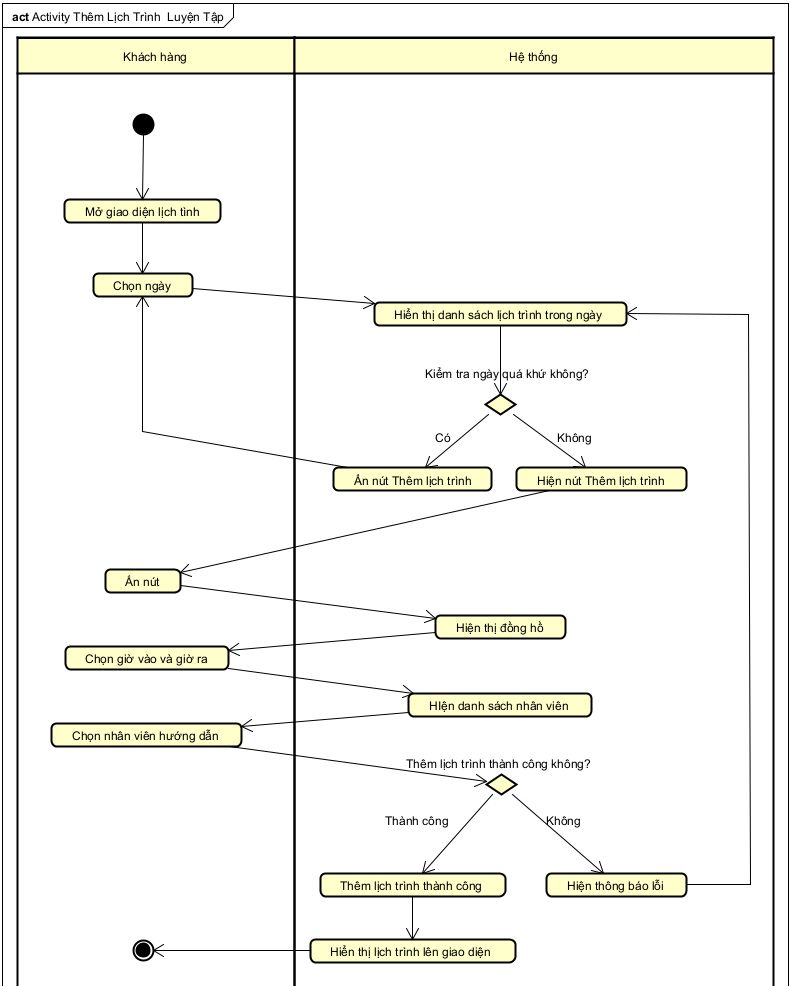 act Activity Thêm Lịch Trình Luyện Tập
Khách hàng
Hệ thống
Mở giao diện lịch tình
Chọn ngày
Hiển thị danh sách lịch trình trong ngày
Kiểm tra ngày quá khứ không?
Có
Không
Ẩn nút Thêm lịch trình
Hiện nút Thêm lịch trình
Ấn nút
Hiện thị đồng hồ
Chọn giờ vào và giờ ra
HIện danh sách nhân viên
Chọn nhân viên hướng dẫn
Thêm lịch trình thành công không?
Thành công
Không
Thêm lịch trình thành công
Hiện thông báo lỗi
Hiển thị lịch trình lên giao diện